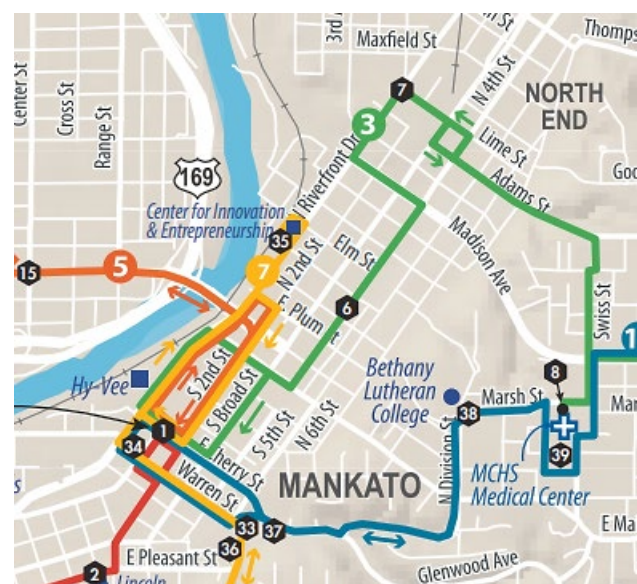 Maxfield St
Thomps
3rd A
N 4th St
Center St
Cross St
Range St
7
NORTH
END
3
Lime St
169
N Riverfront Dr
Adams St
Goo
Center for Innovation
& Entrepreneurship
35
Madison Ave
N 2nd St
Elm St
15
5
7
E Plum
6
Swiss St
1
8
Hy-Vee
S 2nd St
S Broad St
Bethany
Lutheran
College
Marsh St
38
Mar
S 5th St
N 6th St
N Division St
1
34
herry St
39
MCHS
Medical Center
Warren St
MANKATO
33
37
E Ma
E Pleasant St
36
2
Lincoln
Glenwood Ave